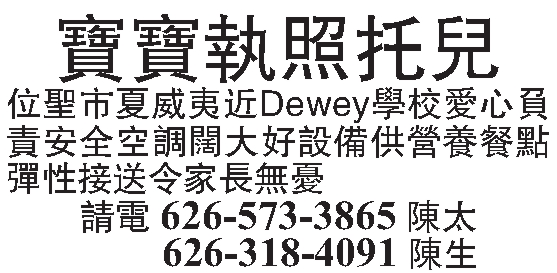 寶寶執照托兒
位聖市夏威夷近Dewey學校愛心負
責安全空調闊大好設備供營養餐點
彈性接送令家長無憂
請電 626-573-3865 陳太
626-318-4091 陳生